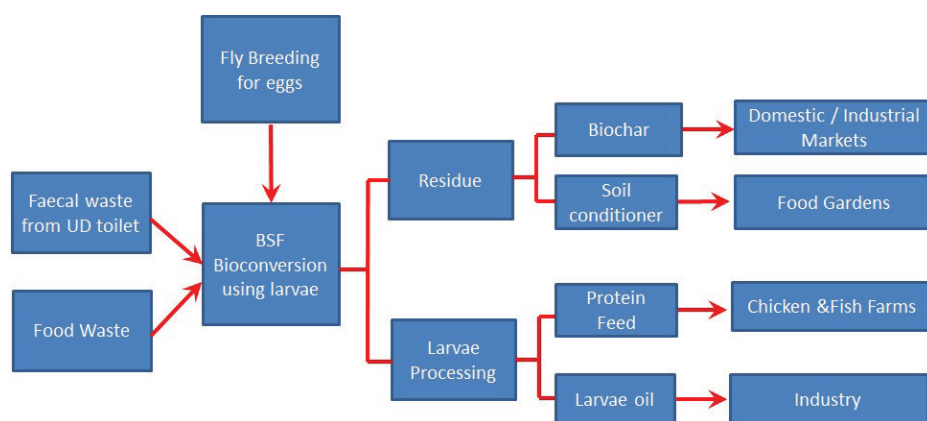 Fly Breeding
for eggs
Faecal waste
from UD toilet
Food Waste
BSF
Bioconversion
using larvae
Residue
Larvae
Processing
Biochar
Soil
conditioner
Protein
Feed
Larvae oil
Domestic / Industrial
Markets
Food Gardens
Chicken &Fish Farms
Industry